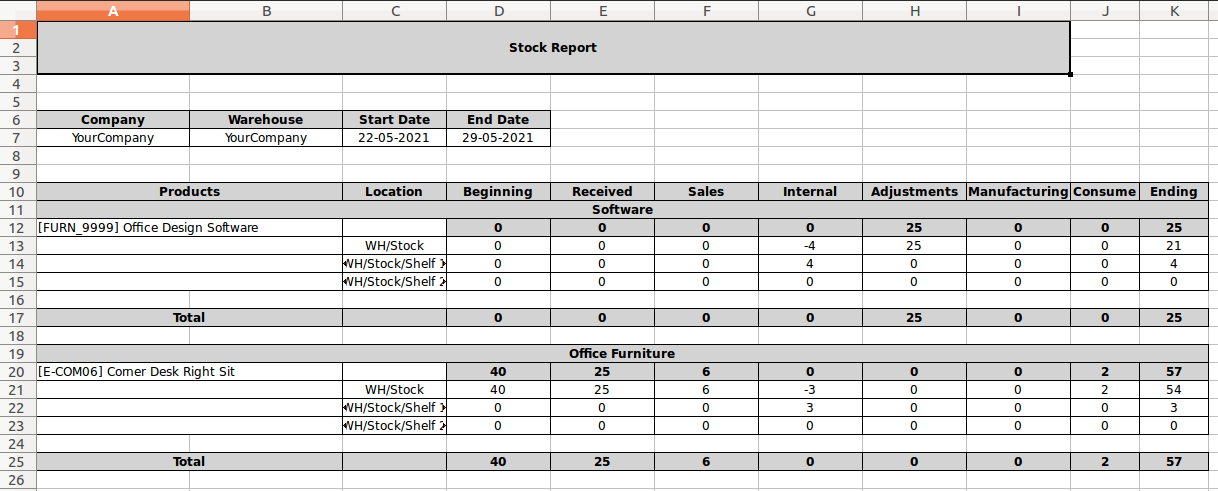 A B C D E F G H I J K
1
2 Stock Report
3
4
5
6 Company Warehouse Start Date End Date
7 YourCompany YourCompany 22-05-2021 29-05-2021
8
9
10 Products Location Beginning Received Sales Internal Adjustments Manufacturing Consume Ending
11 Software
12 [FURN_9999] Office Design Software 0 0 0 0 25 0 0 25
13 WH/Stock 0 0 0 -4 25 0 0 21
14 WH/Stock/Shelf 1 0 0 0 4 0 0 0 4
15 WH/Stock/Shelf 2 0 0 0 0 0 0 0 0
16
17 Total 0 0 0 0 25 0 0 25
18
19 Office Furniture
20 [E-COM06] Corner Desk Right Sit 40 25 6 0 0 0 2 57
21 WH/Stock 40 25 6 -3 0 0 2 54
22 WH/Stock/Shelf 1 0 0 0 3 0 0 0 3
23 WH/Stock/Shelf 2 0 0 0 0 0 0 0 0
24
25 Total 40 25 6 0 0 0 2 57
26